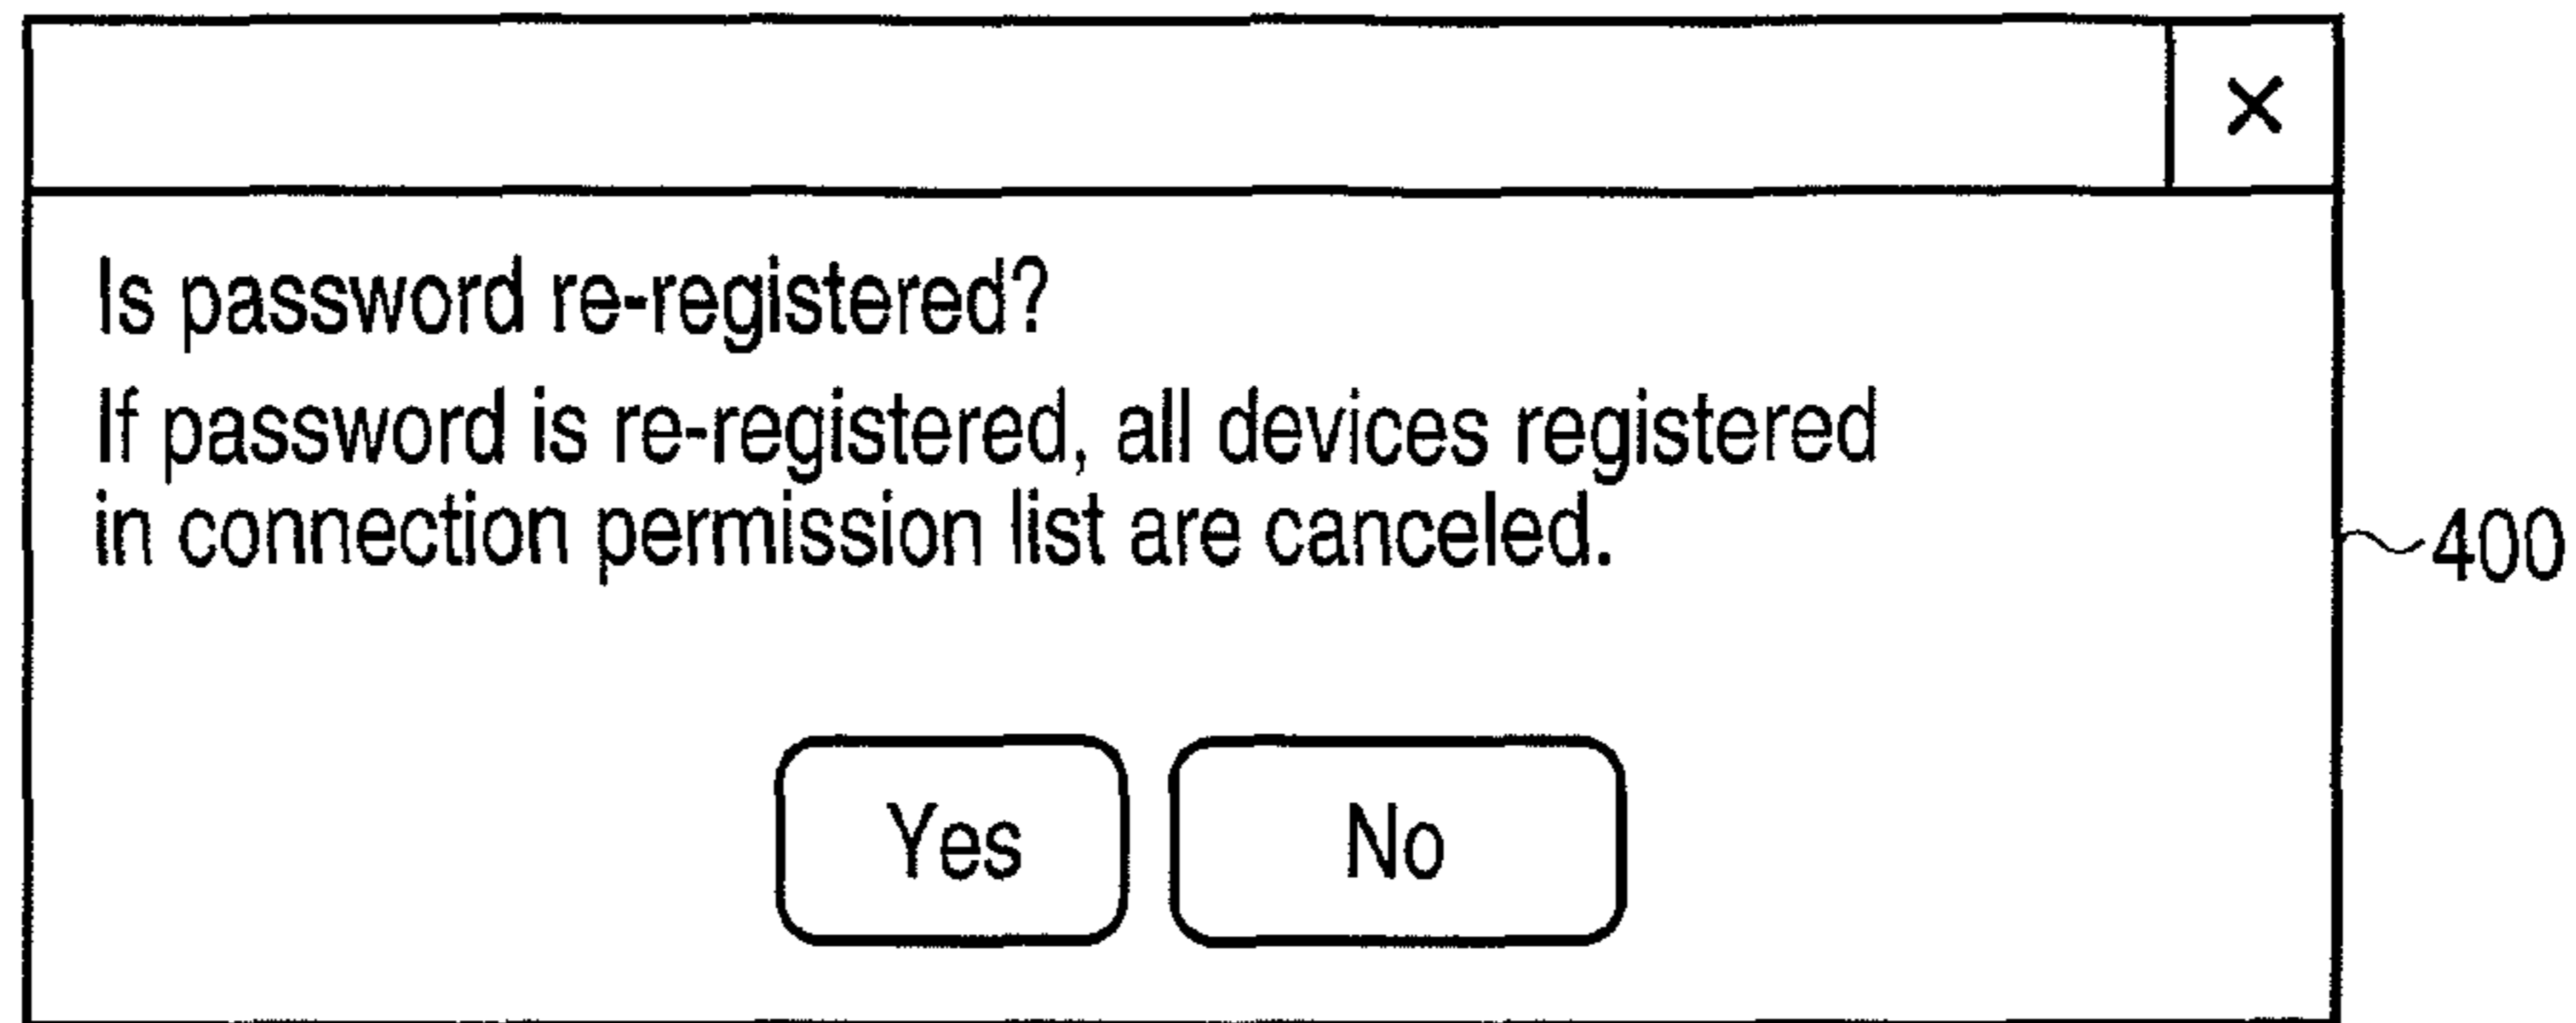 ×
Is password re-registered?
If password is re-registered, all devices registered
in connection permission list are canceled.
400
Yes No